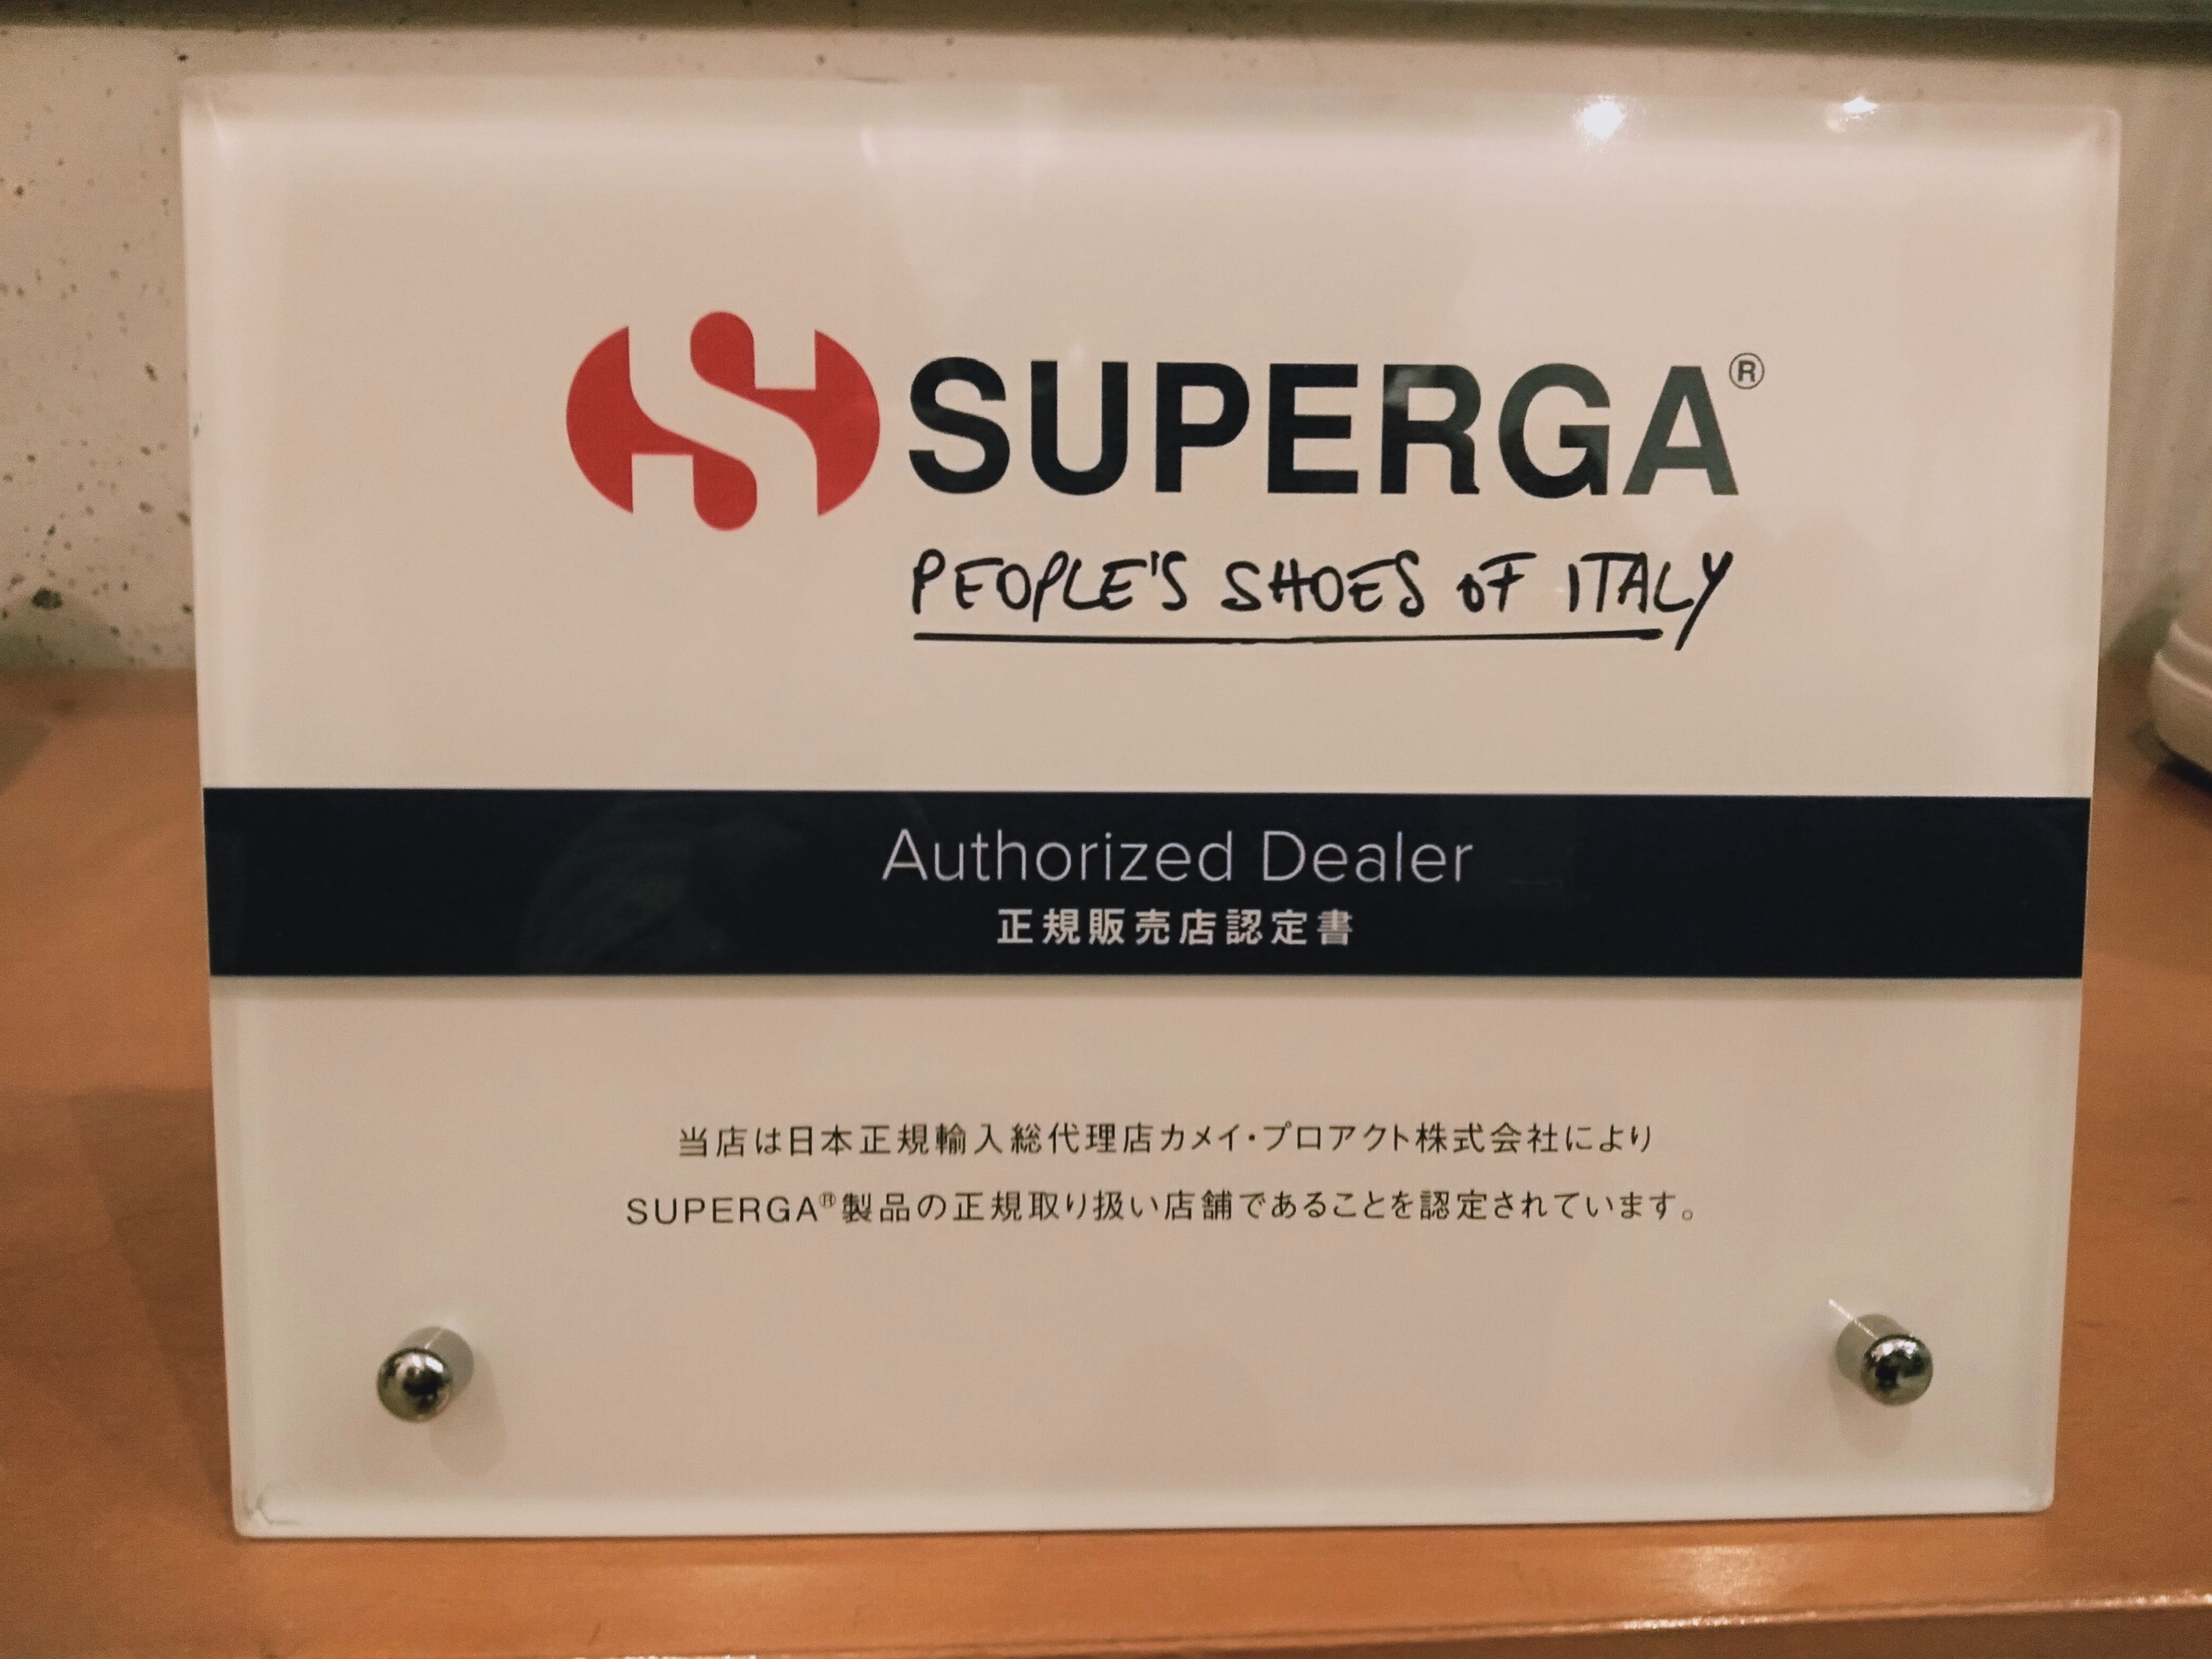 SUPERGA®
PEOPLE'S SHOES OF ITALY
Authorized Dealer
正規販売店認定書
当店は日本正規輸入総代理店カメイ・プロアクト株式会社により
SUPERGA®製品の正規取り扱い店舗であることを認定されています。